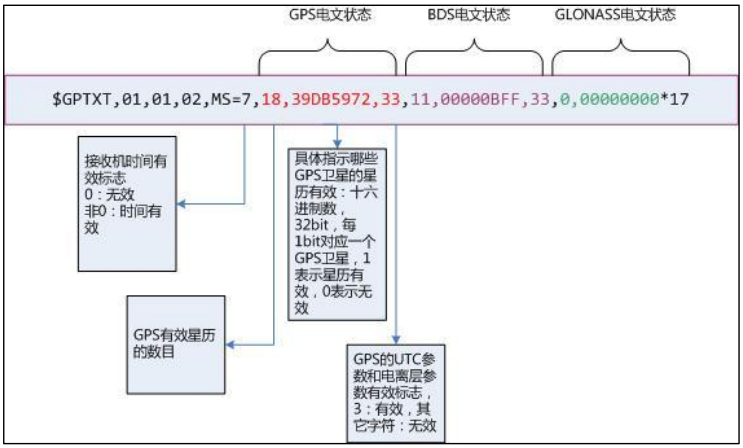 GPS电文状态 BDS电文状态 GLONASS电文状态
$GPTXT,01,01,02,MS=7,18,39DB5972,33,11,00000BFF,33,0,00000000*17
接收机时间有
效标志
0：无效
非0：时间有
效
具体指示哪些
GPS卫星的星
历有效：十六
进制数，
32bit，每
1bit对应一个
GPS卫星，1
表示星历有
效，0表示无
效
GPS有效星历
的数目
GPS的UTC参
数和电离层参
数有效标志，
3：有效，其
它字符：无效